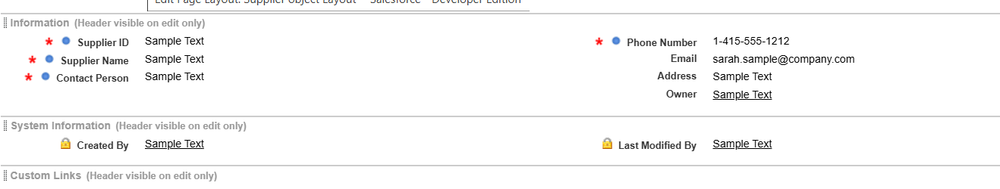 Edit Page Layout: Supplier object Layout ~ Salesforce - Developer Edition
Information (Header visible on edit only)
* Supplier ID Sample Text
* Phone Number 1-415-555-1212
* Supplier Name Sample Text
Email sarah.sample@company.com
* Contact Person Sample Text
Address Sample Text
Owner Sample Text
System Information (Header visible on edit only)
Created By Sample Text
Last Modified By Sample Text
Custom Links (Header visible on edit only)